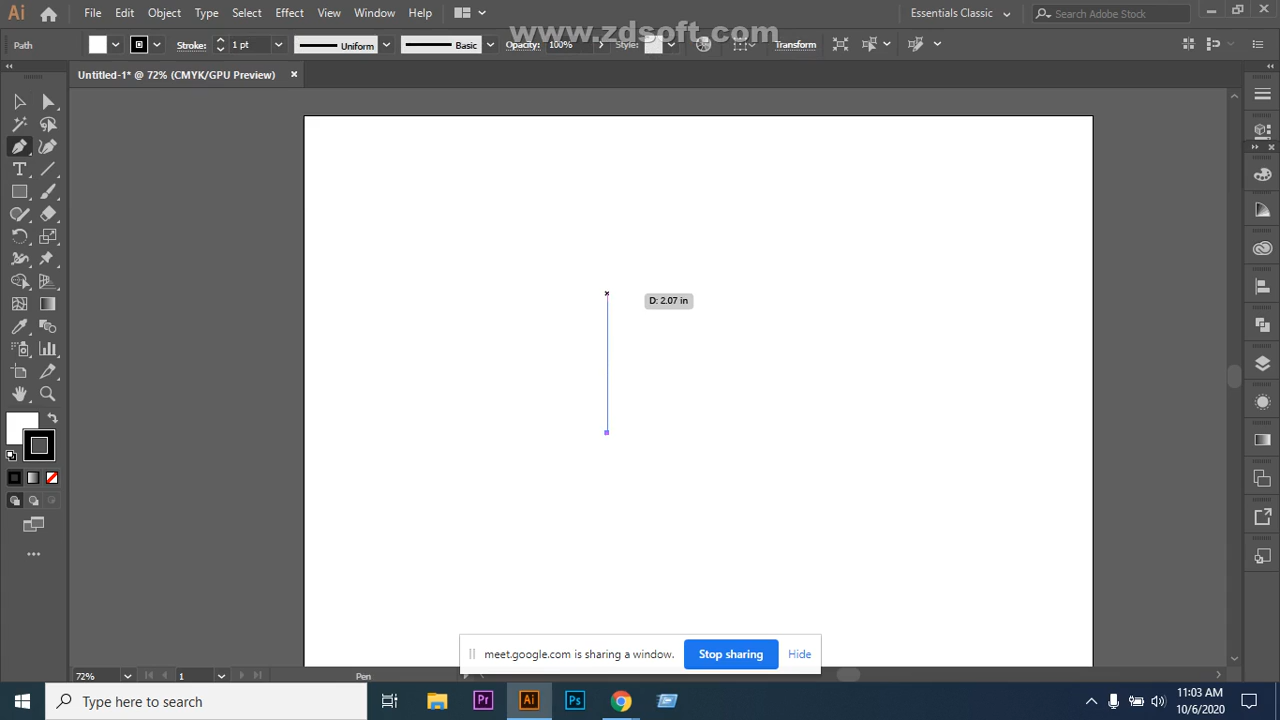 Ai File Edit Object Type Select Effect View Window Help Essentials Classic Search Adobe Stock
www.zdsoft.com
Path Stroke: 1 pt Uniform Basic Opacity: 100% Style: Transform
Untitled-1* @ 72% (CMYK/GPU Preview)
D: 2.07 in
meet.google.com is sharing a window. Stop sharing Hide
72% 1 Pen
Type here to search Pr Ai Ps 11:03 AM
10/6/2020